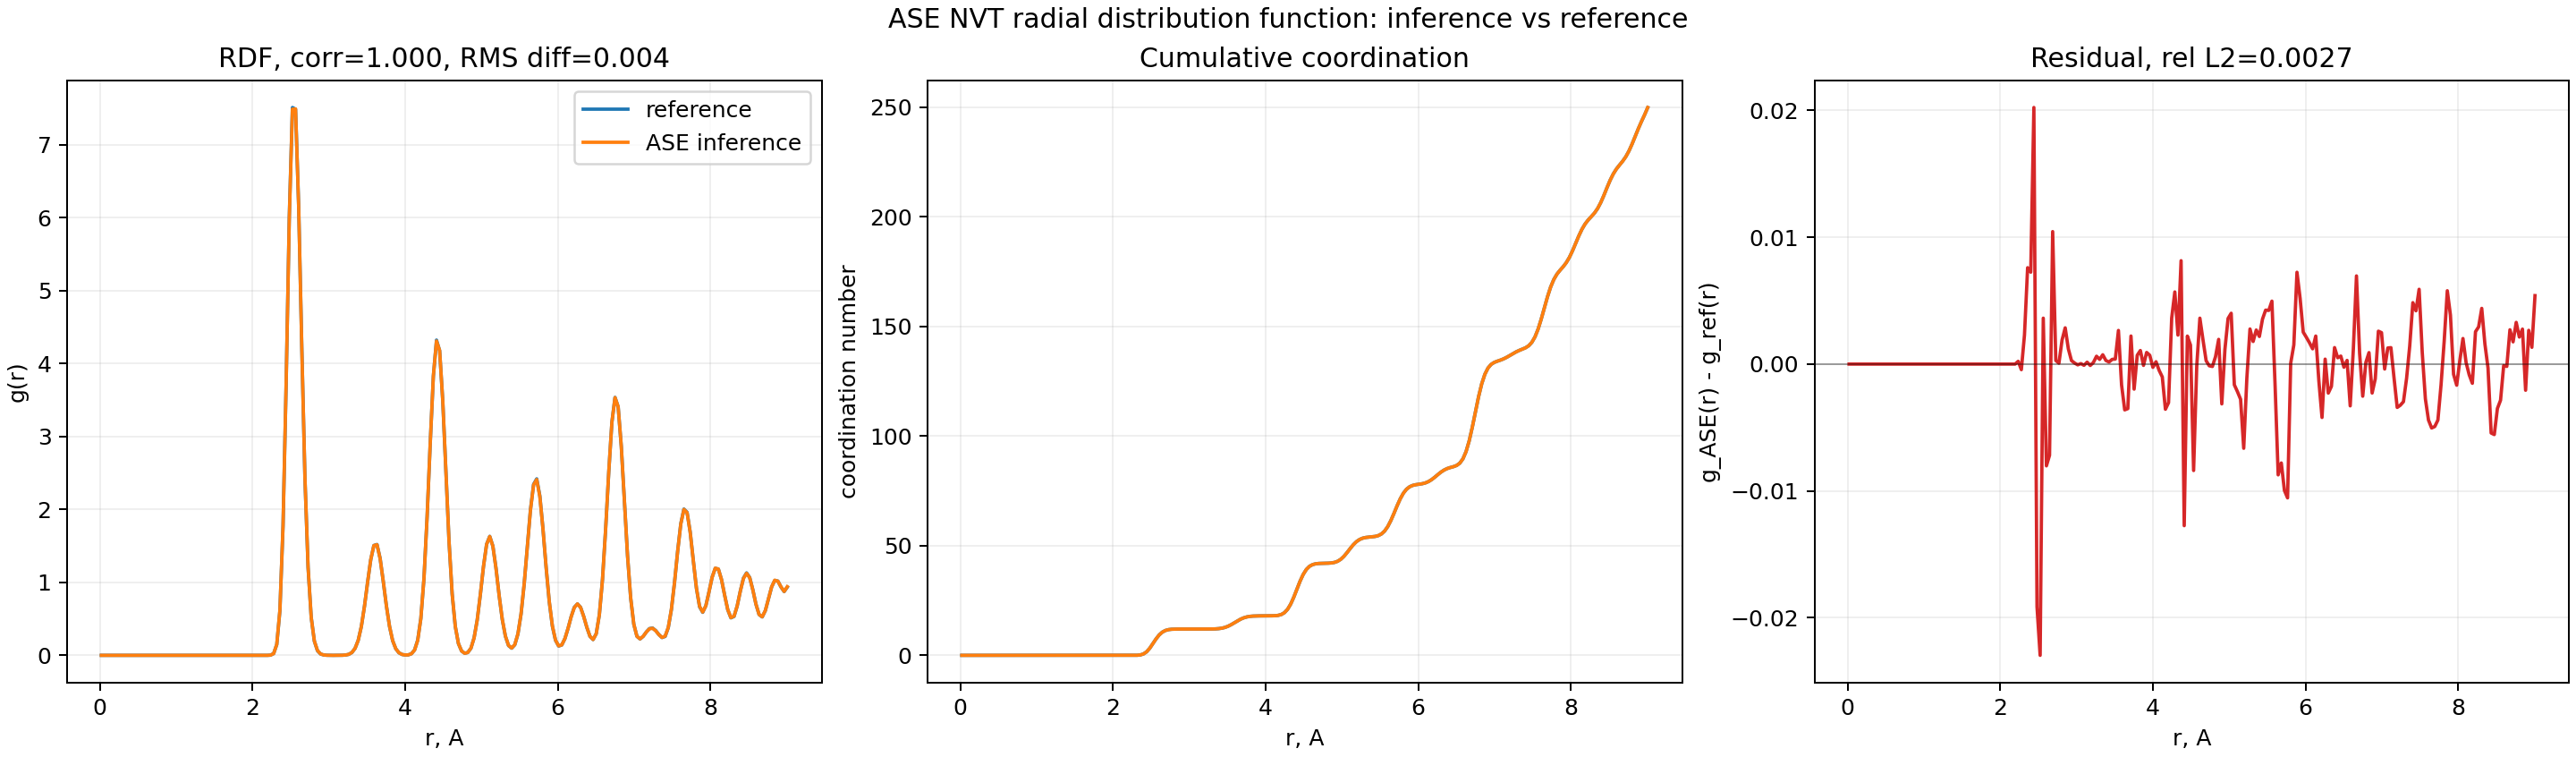 ASE NVT radial distribution function: inference vs reference
RDF, corr=1.000, RMS diff=0.004
g(r)
7
6
5
4
3
2
1
0
reference
ASE inference
0 2 4 6 8
r, A
Cumulative coordination
coordination number
250
200
150
100
50
0
0 2 4 6 8
r, A
Residual, rel L2=0.0027
g_ASE(r) - g_ref(r)
0.02
0.01
0.00
−0.01
−0.02
0 2 4 6 8
r, A